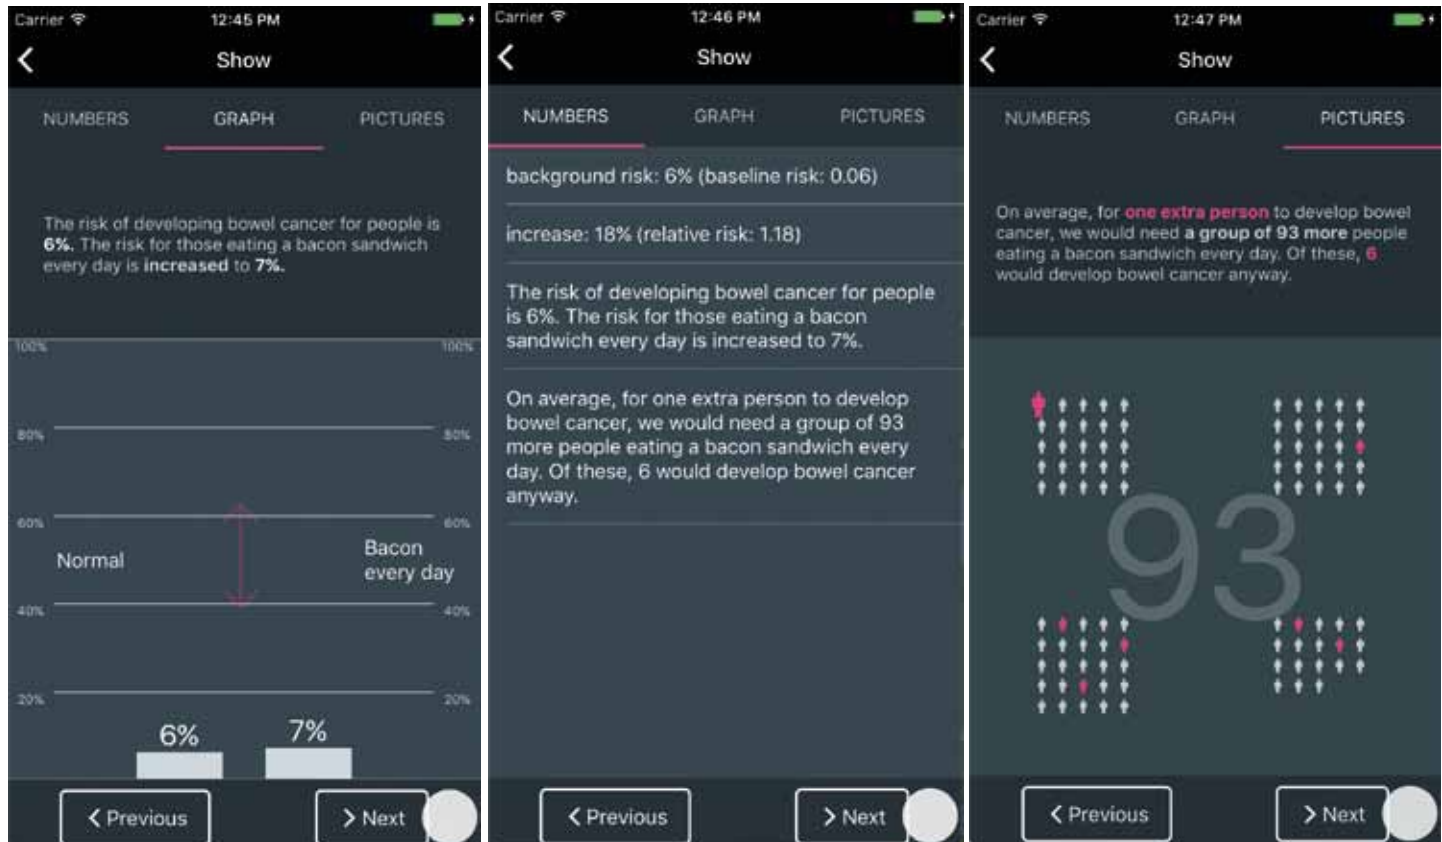 Carrier 12:45 PM
Show
NUMBERS GRAPH PICTURES
The risk of developing bowel cancer for people is
6%. The risk for those eating a bacon sandwich
every day is increased to 7%.
100% 100%
80% 80%
60% 60%
Normal
Bacon
every day
40% 40%
20% 20%
6% 7%
Previous Next
Carrier 12:46 PM
Show
NUMBERS GRAPH PICTURES
background risk: 6% (baseline risk: 0.06)
increase: 18% (relative risk: 1.18)
The risk of developing bowel cancer for people
is 6%. The risk for those eating a bacon
sandwich every day is increased to 7%.
On average, for one extra person to develop
bowel cancer, we would need a group of 93
more people eating a bacon sandwich every
day. Of these, 6 would develop bowel cancer
anyway.
Previous Next
Carrier 12:47 PM
Show
NUMBERS GRAPH PICTURES
On average, for one extra person to develop bowel
cancer, we would need a group of 93 more people
eating a bacon sandwich every day. Of these, 6
would develop bowel cancer anyway.
93
Previous Next